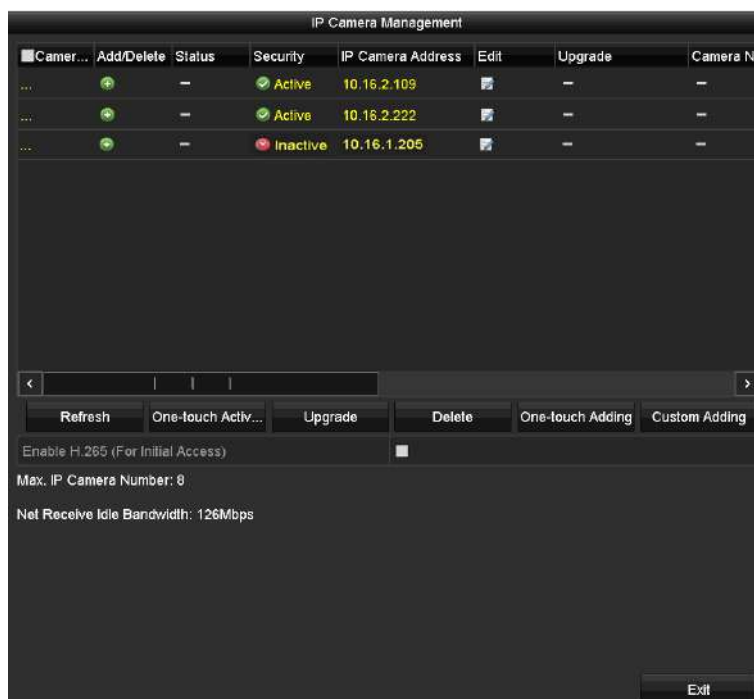 IP Camera Management
Camer... Add/Delete Status Security IP Camera Address Edit Upgrade Camera N
... – Active 10.16.2.109 – –
... – Active 10.16.2.222 – –
... – Inactive 10.16.1.205 – –
Refresh One-touch Activ... Upgrade Delete One-touch Adding Custom Adding
Enable H.265 (For Initial Access)
Max. IP Camera Number: 8
Net Receive Idle Bandwidth: 126Mbps
Exit